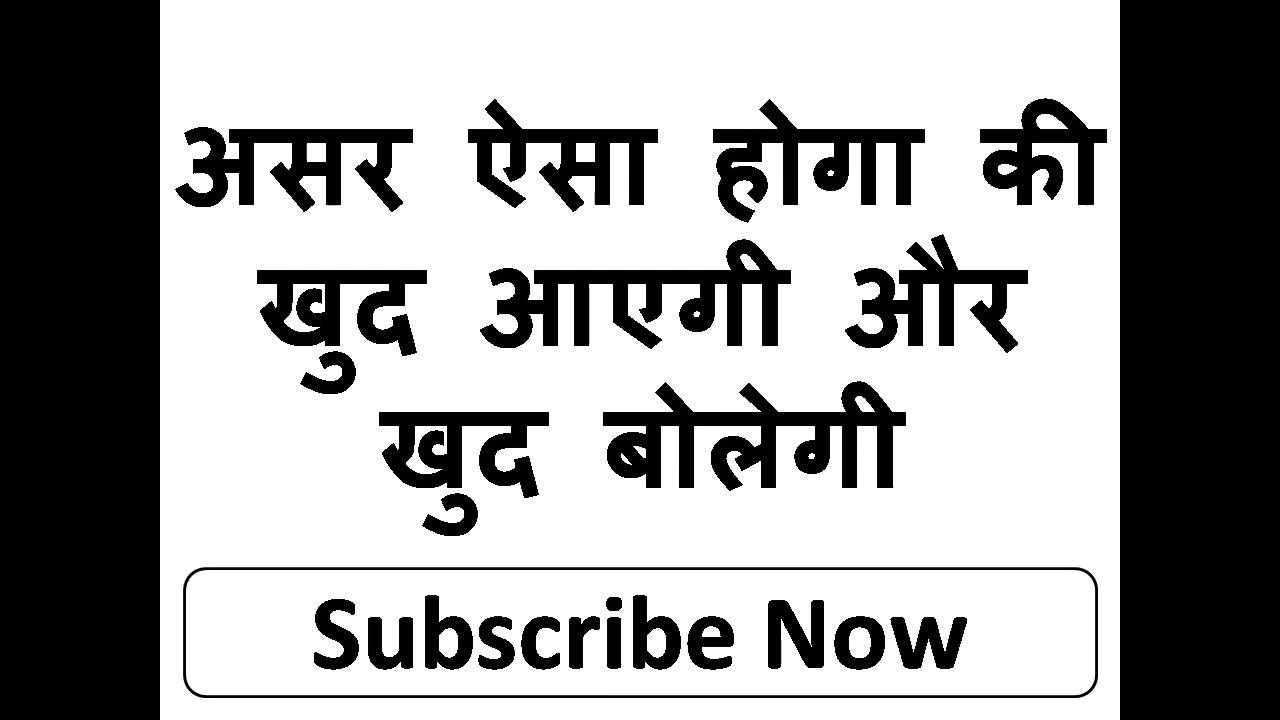 असर ऐसा होगा की
खुद आएगी और
खुद बोलेगी
Subscribe Now